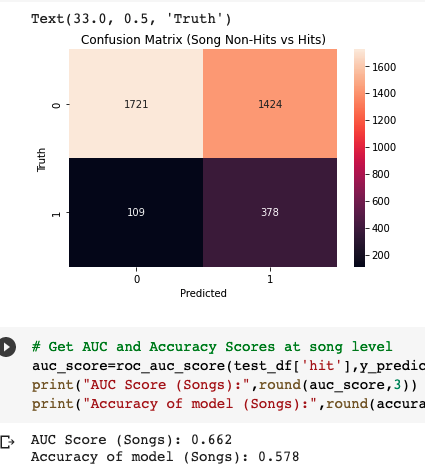 Text(33.0, 0.5, 'Truth')
Confusion Matrix (Song Non-Hits vs Hits)
1721 1424
109 378
0
1
Truth
0 1
Predicted
1600
1400
1200
1000
800
600
400
200
# Get AUC and Accuracy Scores at song level
auc_score=roc_auc_score(test_df['hit'],y_predic
print("AUC Score (Songs):",round(auc_score,3))
print("Accuracy of model (Songs):",round(accura
AUC Score (Songs): 0.662
Accuracy of model (Songs): 0.578